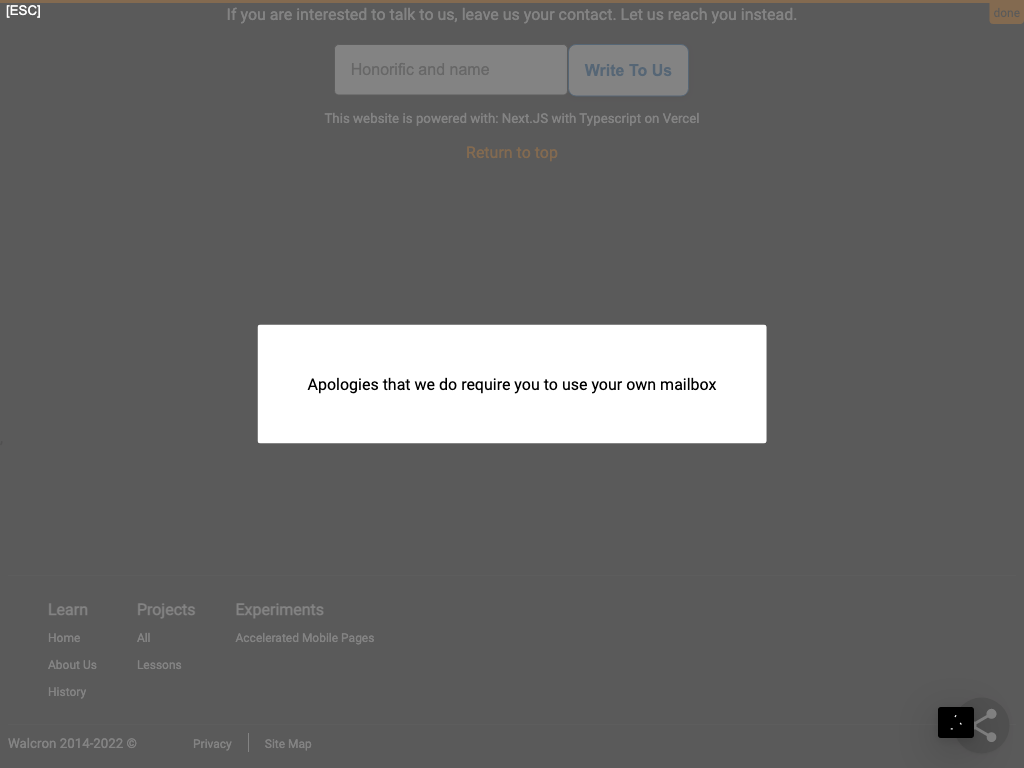 [ESC]
If you are interested to talk to us, leave us your contact. Let us reach you instead.
done
Honorific and name
Write To Us
This website is powered with: Next.JS with Typescript on Vercel
Return to top
Apologies that we do require you to use your own mailbox
Learn Projects Experiments
Home All Accelerated Mobile Pages
About Us Lessons
History
Walcron 2014-2022 © Privacy Site Map